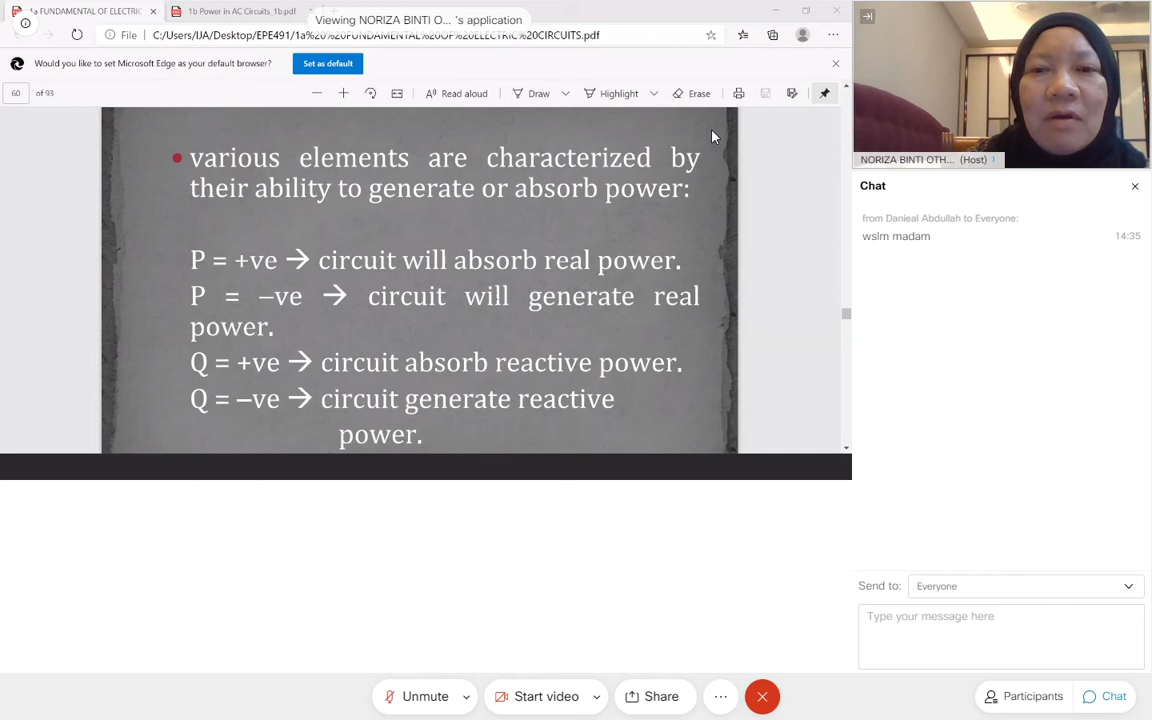 1a FUNDAMENTAL OF ELECTRIC
1b Power in AC Circuits_1b.pdf
Viewing NORIZA BINTI O... 's application
File
C:/Users/IJA/Desktop/EPE491/1a%20%20FUNDAMENTAL%20OF%20ELECTRIC%20CIRCUITS.pdf
Would you like to set Microsoft Edge as your default browser?
Set as default
60 of 93
Read aloud
Draw
Highlight
Erase
• various elements are characterized by
their ability to generate or absorb power:
P = +ve → circuit will absorb real power.
P = −ve → circuit will generate real
power.
Q = +ve → circuit absorb reactive power.
Q = −ve → circuit generate reactive
power.
NORIZA BINTI OTH... (Host)
Chat
from Danieal Abdullah to Everyone:
wslm madam
14:35
Send to:
Everyone
Type your message here
Unmute
Start video
Share
Participants
Chat